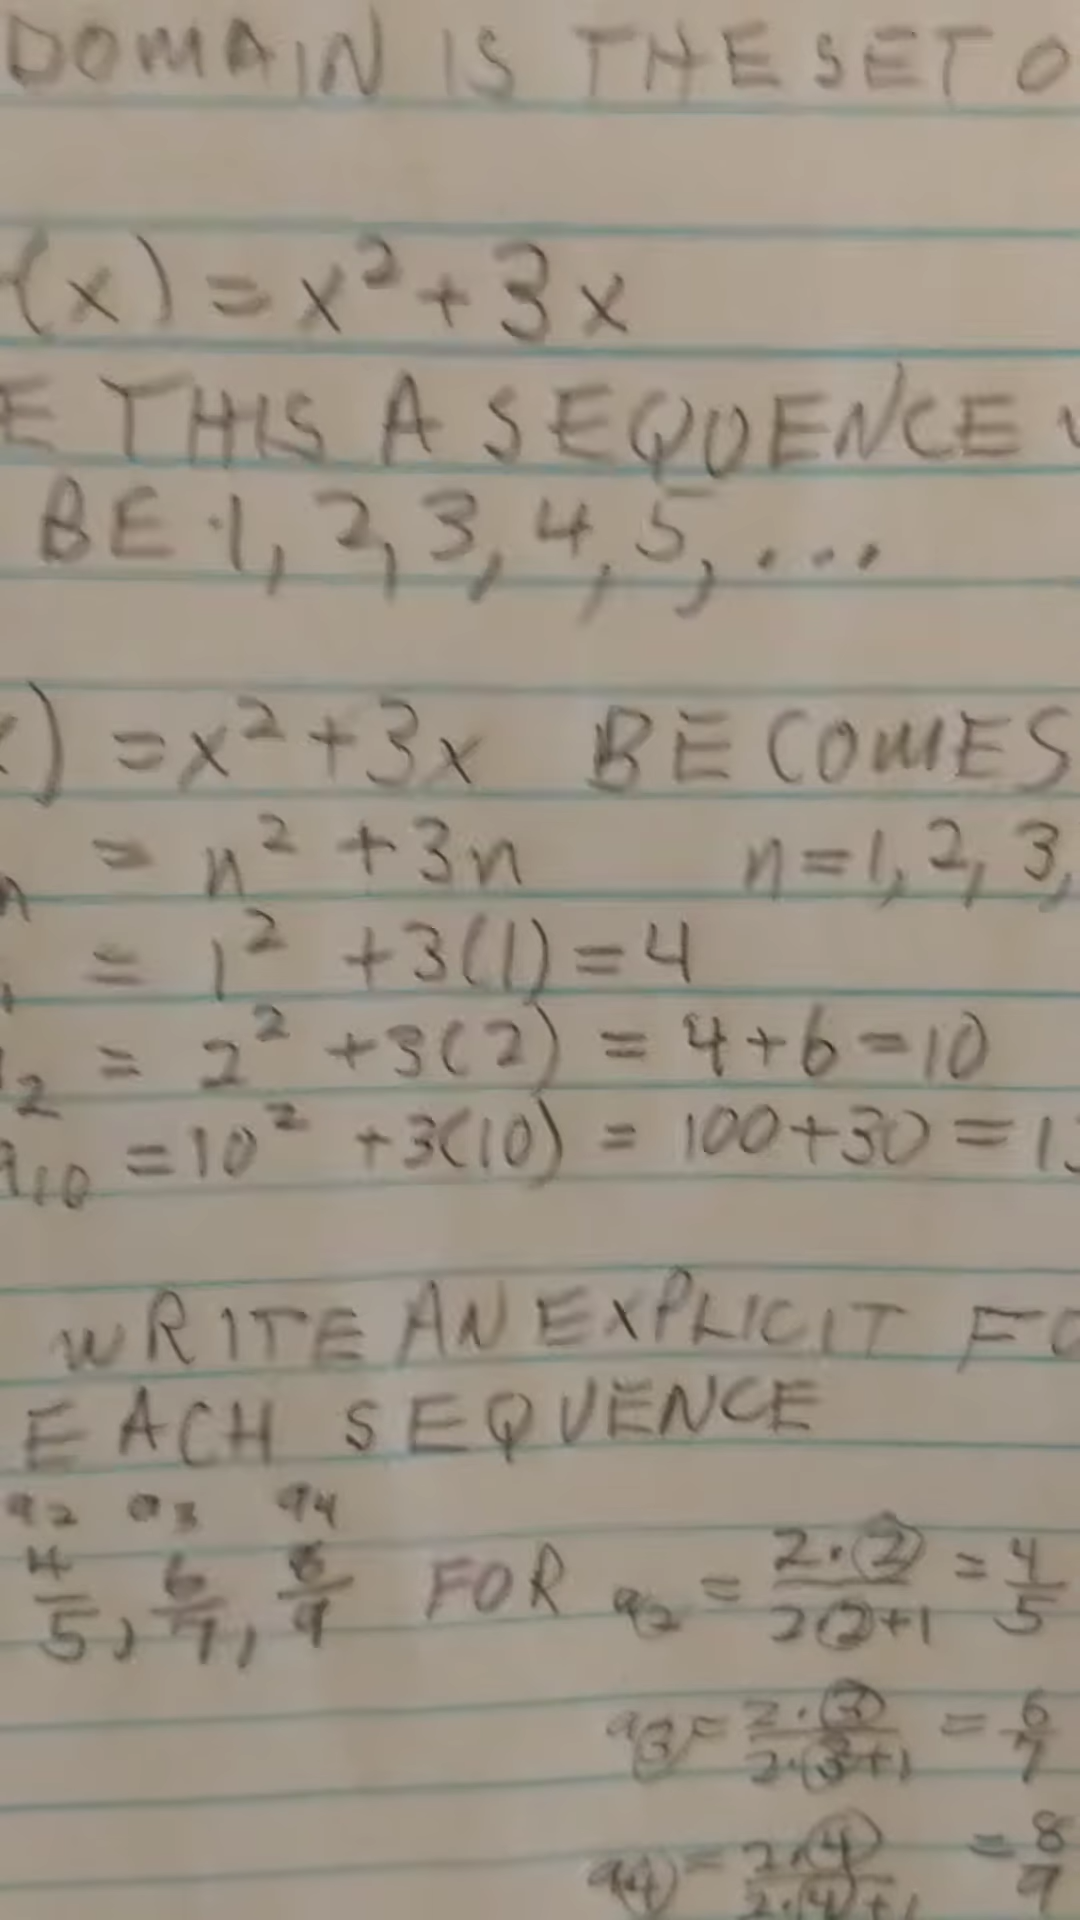 DOMAIN IS THE SET O
(x) = x² + 3x
E THIS A SEQUENCE
BE 1, 2, 3, 4, 5, ...
) = x² + 3x BECOMES
n = n² + 3n n = 1, 2, 3,
= 1² + 3(1) = 4
2 = 2² + 3(2) = 4 + 6 = 10
a10 = 10² + 3(10) = 100 + 30 = 13
WRITE AN EXPLICIT FO
EACH SEQUENCE
a2 a3 a4
4/5, 6/7, 8/9 FOR a2 = 2·2/2·2+1 = 4/5
a3 = 2·3/2·3+1 = 6/7
a4 = 2·4/2·4+1 = 8/9